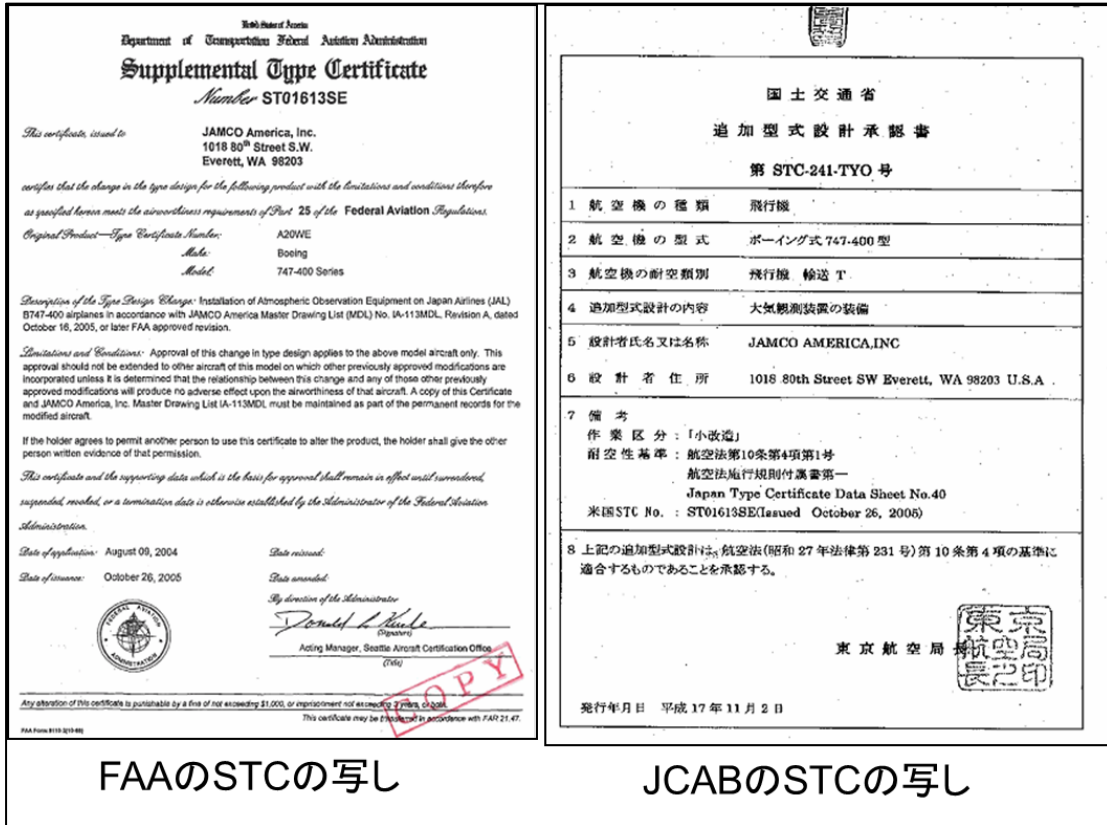 United States of America
Department of Transportation Federal Aviation Administration
Supplemental Type Certificate
Number ST01613SE
This certificate, issued to
JAMCO America, Inc.
1018 80th Street S.W.
Everett, WA 98203
certifies that the change in the type design for the following product with the limitations and conditions therefore
as specified hereon meets the airworthiness requirements of Part 25 of the Federal Aviation Regulations.
Original Product—Type Certificate Number: A20WE
Make: Boeing
Model: 747-400 Series
Description of the Type Design Change: Installation of Atmospheric Observation Equipment on Japan Airlines (JAL)
B747-400 airplanes in accordance with JAMCO America Master Drawing List (MDL) No. IA-113MDL, Revision A, dated
October 16, 2005, or later FAA approved revision.
Limitations and Conditions: Approval of this change in type design applies to the above model aircraft only. This
approval should not be extended to other aircraft of this model on which other previously approved modifications are
incorporated unless it is determined that the relationship between this change and any of those other previously
approved modifications will produce no adverse effect upon the airworthiness of that aircraft. A copy of this Certificate
and JAMCO America, Inc. Master Drawing List IA-113MDL must be maintained as part of the permanent records for the
modified aircraft.
If the holder agrees to permit another person to use this certificate to alter the product, the holder shall give the other
person written evidence of that permission.
This certificate and the supporting data which is the basis for approval shall remain in effect until surrendered,
suspended, revoked, or a termination date is otherwise established by the Administrator of the Federal Aviation
Administration.
Date of application: August 09, 2004
Date reissued:
Date of issuance: October 26, 2005
Date amended:
By direction of the Administrator
FEDERAL AVIATION
ADMINISTRATION
(Signature)
Acting Manager, Seattle Aircraft Certification Office
(Title)
COPY
Any alteration of this certificate is punishable by a fine of not exceeding $1,000, or imprisonment not exceeding 3 years, or both.
This certificate may be transferred in accordance with FAR 21.47.
FAA Form 8110-2(10-68)
FAAのSTCの写し
国土交通省
追加型式設計承認書
第 STC-241-TYO 号
1 航空機の種類 飛行機
2 航空機の型式 ボーイング式 747-400 型
3 航空機の耐空類別 飛行機 輸送 T
4 追加型式設計の内容 大気観測装置の装備
5 設計者氏名又は名称 JAMCO AMERICA,INC
6 設計者住所 1018 80th Street SW Everett, WA 98203 U.S.A .
7 備考
作業区分:「小改造」
耐空性基準:航空法第10条第4項第1号
航空法施行規則付属書第一
Japan Type Certificate Data Sheet No.40
米国STC No. : ST01613SE(Issued October 26, 2005)
8 上記の追加型式設計は、航空法(昭和 27 年法律第 231 号)第 10 条第 4 項の基準に
適合するものであることを承認する。
東京航空局長
東京航空局長之印
発行年月日 平成 17 年 11 月 2 日
JCABのSTCの写し